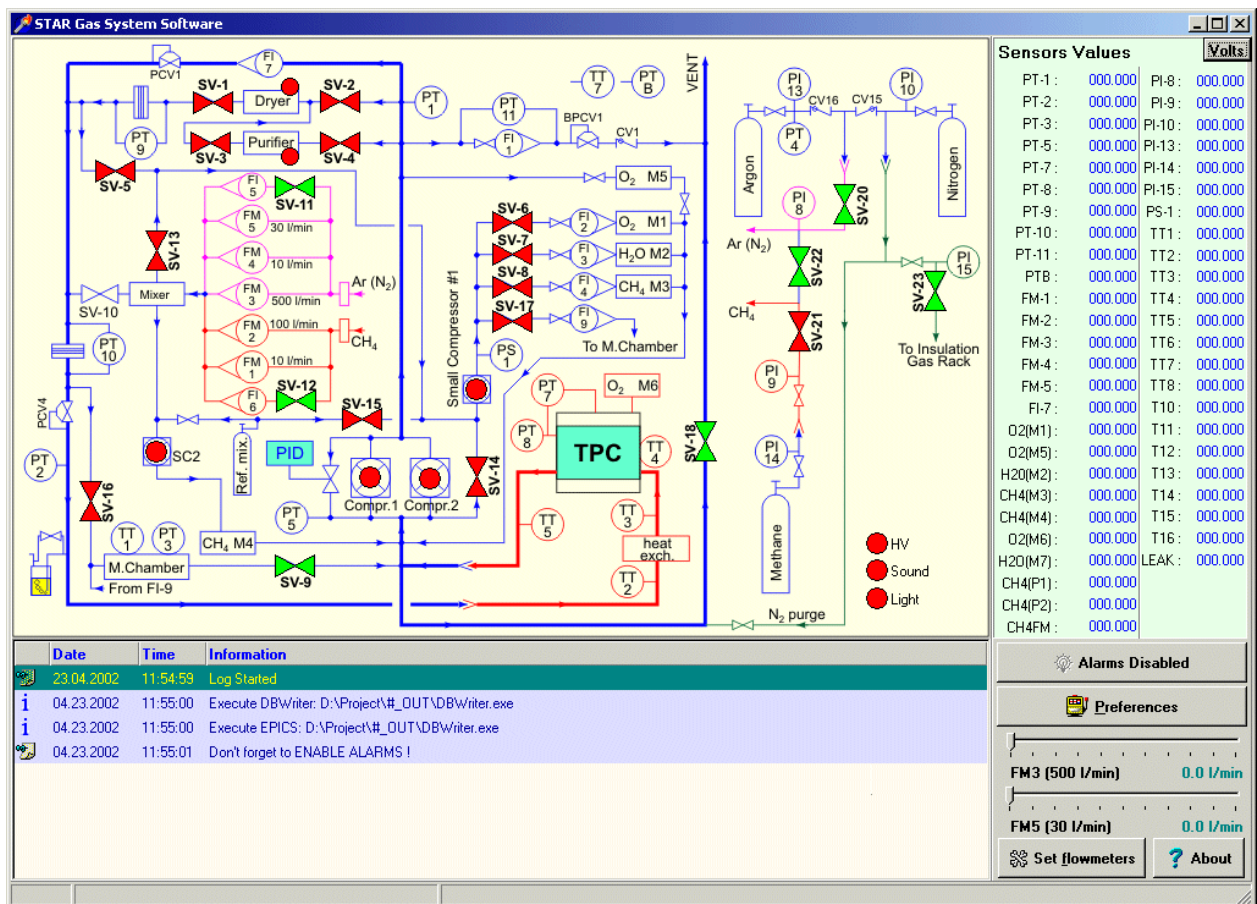 STAR Gas System Software
Sensors Values Volts
PCV1
FI 7
SV-1 Dryer SV-2
PT 1
PT 9
SV-3 Purifier SV-4
SV-5
PT 11
FI 1
BPCV1
CV1
TT 7
PT B
VENT
PI 13
PT 4
CV16
CV15
PI 10
Argon
Nitrogen
FI 5
SV-11
FM 5 30 l/min
FM 4 10 l/min
FM 3 500 l/min
Ar (N2)
FM 2 100 l/min
CH4
FM 1 10 l/min
FI 6
SV-12
SV-13
Mixer
SV-10
PT 10
PCV4
PT 2
SV-16
O2 M5
SV-6 FI 2 O2 M1
SV-7 FI 3 H2O M2
SV-8 FI 4 CH4 M3
SV-17 FI 9
To M.Chamber
Small Compressor #1
PS 1
PI 8
SV-20
Ar (N2)
SV-22
CH4
SV-21
PI 9
PI 14
Methane
PI 15
SV-23
To Insulation
Gas Rack
SV-15
SC2
Ref. mix.
PID
PT 5
Compr.1
Compr.2
SV-14
PT 7
O2 M6
PT 8
TPC
TT 4
SV-18
TT 5
TT 3
heat
exch.
TT 2
TT 1
PT 3
CH4 M4
M.Chamber
From FI-9
SV-9
HV
Sound
Light
N2 purge
PT-1 : 000.000 PI-8 : 000.000
PT-2 : 000.000 PI-9 : 000.000
PT-3 : 000.000 PI-10 : 000.000
PT-5 : 000.000 PI-13 : 000.000
PT-7 : 000.000 PI-14 : 000.000
PT-8 : 000.000 PI-15 : 000.000
PT-9 : 000.000 PS-1 : 000.000
PT-10 : 000.000 TT1 : 000.000
PT-11 : 000.000 TT2 : 000.000
PTB : 000.000 TT3 : 000.000
FM-1 : 000.000 TT4 : 000.000
FM-2 : 000.000 TT5 : 000.000
FM-3 : 000.000 TT6 : 000.000
FM-4 : 000.000 TT7 : 000.000
FM-5 : 000.000 TT8 : 000.000
FI-7 : 000.000 T10 : 000.000
O2(M1) : 000.000 T11 : 000.000
O2(M5) : 000.000 T12 : 000.000
H2O(M2) : 000.000 T13 : 000.000
CH4(M3) : 000.000 T14 : 000.000
CH4(M4) : 000.000 T15 : 000.000
O2(M6) : 000.000 T16 : 000.000
H2O(M7) : 000.000 LEAK : 000.000
CH4(P1) : 000.000
CH4(P2) : 000.000
CH4FM : 000.000
Date Time Information
23.04.2002 11:54:59 Log Started
04.23.2002 11:55:00 Execute DBWriter: D:\Project\#_OUT\DBWriter.exe
04.23.2002 11:55:00 Execute EPICS: D:\Project\#_OUT\DBWriter.exe
04.23.2002 11:55:01 Don't forget to ENABLE ALARMS !
Alarms Disabled
Preferences
FM3 (500 l/min) 0.0 l/min
FM5 (30 l/min) 0.0 l/min
Set flowmeters
About